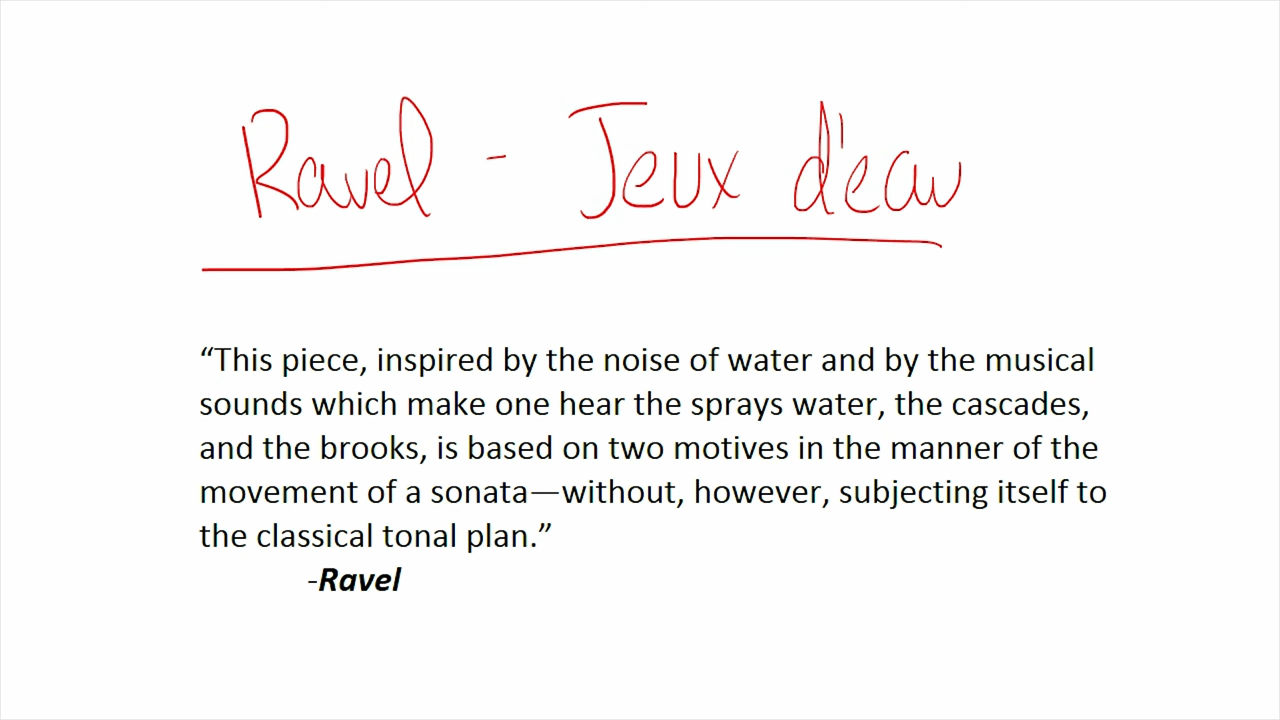 Ravel - Jeux d'eau
“This piece, inspired by the noise of water and by the musical
sounds which make one hear the sprays water, the cascades,
and the brooks, is based on two motives in the manner of the
movement of a sonata—without, however, subjecting itself to
the classical tonal plan.”
-Ravel